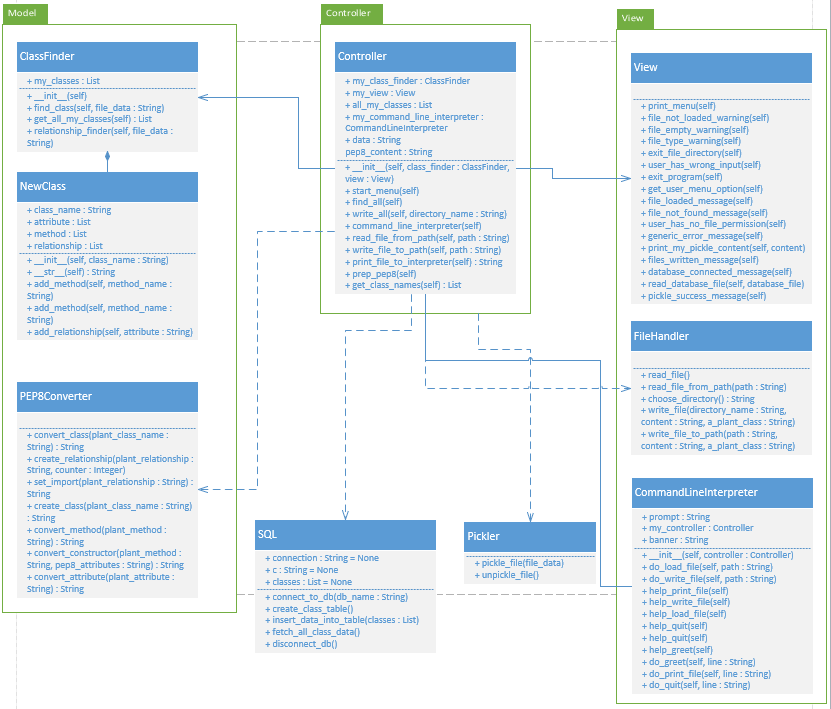 Model
ClassFinder
+ my_classes : List
+ __init__(self)
+ find_class(self, file_data : String)
+ get_all_my_classes(self) : List
+ relationship_finder(self, file_data :
String)
NewClass
+ class_name : String
+ attribute : List
+ method : List
+ relationship : List
+ __init__(self, class_name : String)
+ __str__(self) : String
+ add_method(self, method_name :
String)
+ add_method(self, method_name :
String)
+ add_relationship(self, attribute : String)
PEP8Converter
+ convert_class(plant_class_name :
String) : String
+ create_relationship(plant_relationship :
String, counter : Integer)
+ set_import(plant_relationship : String) :
String
+ create_class(plant_class_name : String)
: String
+ convert_method(plant_method :
String) : String
+ convert_constructor(plant_method :
String, pep8_attributes : String) : String
+ convert_attribute(plant_attribute :
String) : String
Controller
Controller
+ my_class_finder : ClassFinder
+ my_view : View
+ all_my_classes : List
+ my_command_line_interpreter :
CommandLineInterpreter
+ data : String
pep8_content : String
+ __init__(self, class_finder : ClassFinder,
view : View)
+ start_menu(self)
+ find_all(self)
+ write_all(self, directory_name : String)
+ command_line_interpreter(self)
+ read_file_from_path(self, path : String)
+ write_file_to_path(self, path : String)
+ print_file_to_interpreter(self) : String
+ prep_pep8(self)
+ get_class_names(self) : List
SQL
+ connection : String = None
+ c : String = None
+ classes : List = None
+ connect_to_db(db_name : String)
+ create_class_table()
+ insert_data_into_table(classes : List)
+ fetch_all_class_data()
+ disconnect_db()
Pickler
+ pickle_file(file_data)
+ unpickle_file()
View
View
+ print_menu(self)
+ file_not_loaded_warning(self)
+ file_empty_warning(self)
+ file_type_warning(self)
+ exit_file_directory(self)
+ user_has_wrong_input(self)
+ exit_program(self)
+ get_user_menu_option(self)
+ file_loaded_message(self)
+ file_not_found_message(self)
+ user_has_no_file_permission(self)
+ generic_error_message(self)
+ print_my_pickle_content(self, content)
+ files_written_message(self)
+ database_connected_message(self)
+ read_database_file(self, database_file)
+ pickle_success_message(self)
FileHandler
+ read_file()
+ read_file_from_path(path : String)
+ choose_directory() : String
+ write_file(directory_name : String,
content : String, a_plant_class : String)
+ write_file_to_path(path : String,
content : String, a_plant_class : String)
CommandLineInterpreter
+ prompt : String
+ my_controller : Controller
+ banner : String
+ __init__(self, controller : Controller)
+ do_load_file(self, path : String)
+ do_write_file(self, path : String)
+ help_print_file(self)
+ help_write_file(self)
+ help_load_file(self)
+ help_quit(self)
+ help_quit(self)
+ help_greet(self)
+ do_greet(self, line : String)
+ do_print_file(self, line : String)
+ do_quit(self, line : String)